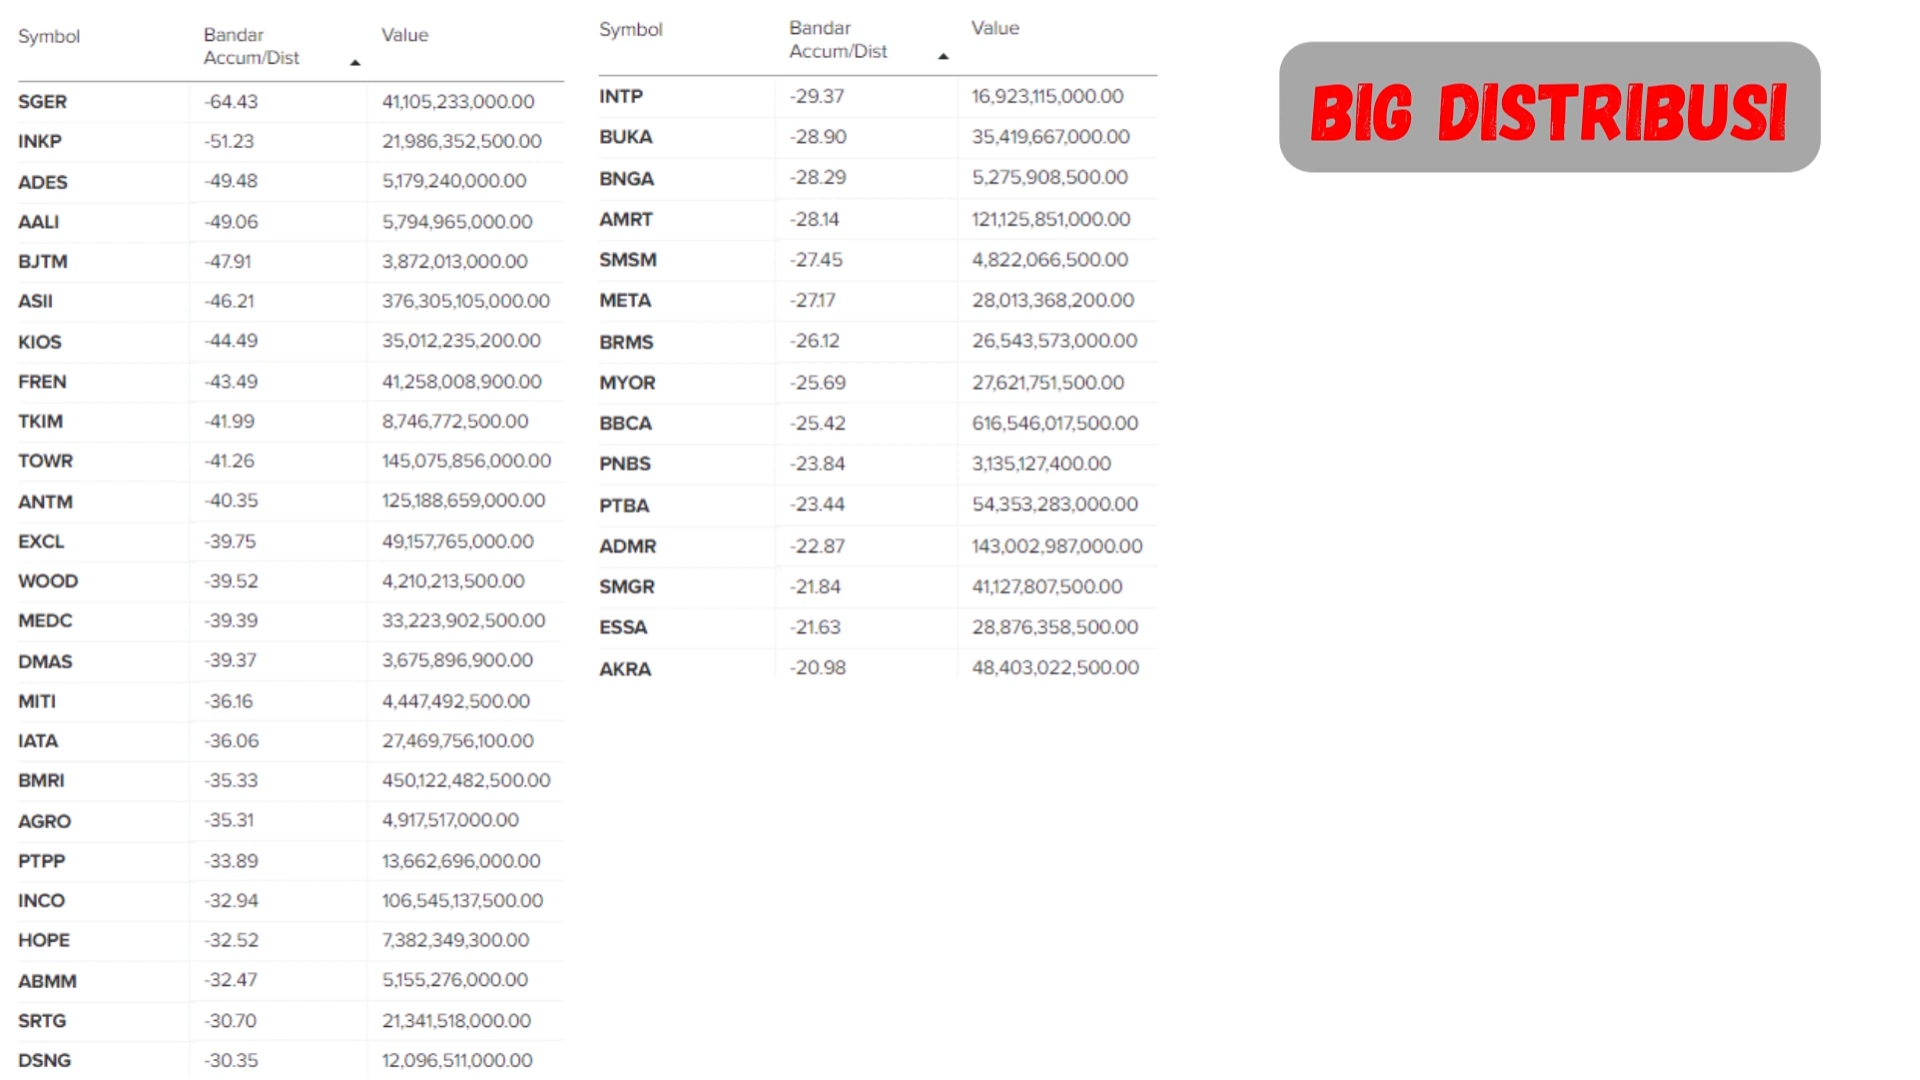 Symbol Bandar Accum/Dist Value
SGER -64.43 41,105,233,000.00
INKP -51.23 21,986,352,500.00
ADES -49.48 5,179,240,000.00
AALI -49.06 5,794,965,000.00
BJTM -47.91 3,872,013,000.00
ASII -46.21 376,305,105,000.00
KIOS -44.49 35,012,235,200.00
FREN -43.49 41,258,008,900.00
TKIM -41.99 8,746,772,500.00
TOWR -41.26 145,075,856,000.00
ANTM -40.35 125,188,659,000.00
EXCL -39.75 49,157,765,000.00
WOOD -39.52 4,210,213,500.00
MEDC -39.39 33,223,902,500.00
DMAS -39.37 3,675,896,900.00
MITI -36.16 4,447,492,500.00
IATA -36.06 27,469,756,100.00
BMRI -35.33 450,122,482,500.00
AGRO -35.31 4,917,517,000.00
PTPP -33.89 13,662,696,000.00
INCO -32.94 106,545,137,500.00
HOPE -32.52 7,382,349,300.00
ABMM -32.47 5,155,276,000.00
SRTG -30.70 21,341,518,000.00
DSNG -30.35 12,096,511,000.00
Symbol Bandar Accum/Dist Value
INTP -29.37 16,923,115,000.00
BUKA -28.90 35,419,667,000.00
BNGA -28.29 5,275,908,500.00
AMRT -28.14 121,125,851,000.00
SMSM -27.45 4,822,066,500.00
META -27.17 28,013,368,200.00
BRMS -26.12 26,543,573,000.00
MYOR -25.69 27,621,751,500.00
BBCA -25.42 616,546,017,500.00
PNBS -23.84 3,135,127,400.00
PTBA -23.44 54,353,283,000.00
ADMR -22.87 143,002,987,000.00
SMGR -21.84 41,127,807,500.00
ESSA -21.63 28,876,358,500.00
AKRA -20.98 48,403,022,500.00
BIG DISTRIBUSI